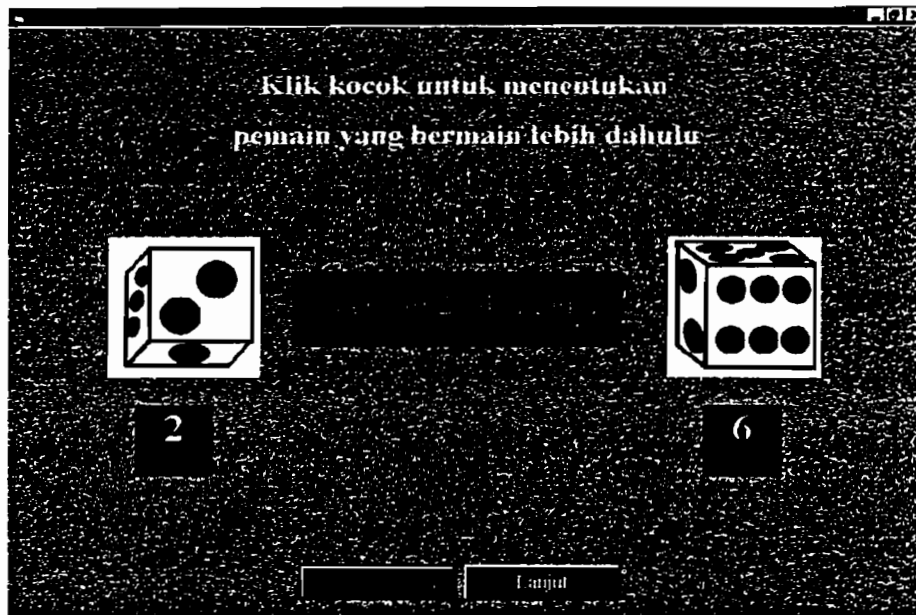 Klik kocok untuk menentukan
pemain yang bermain lebih dahulu
2
6
Lanjut